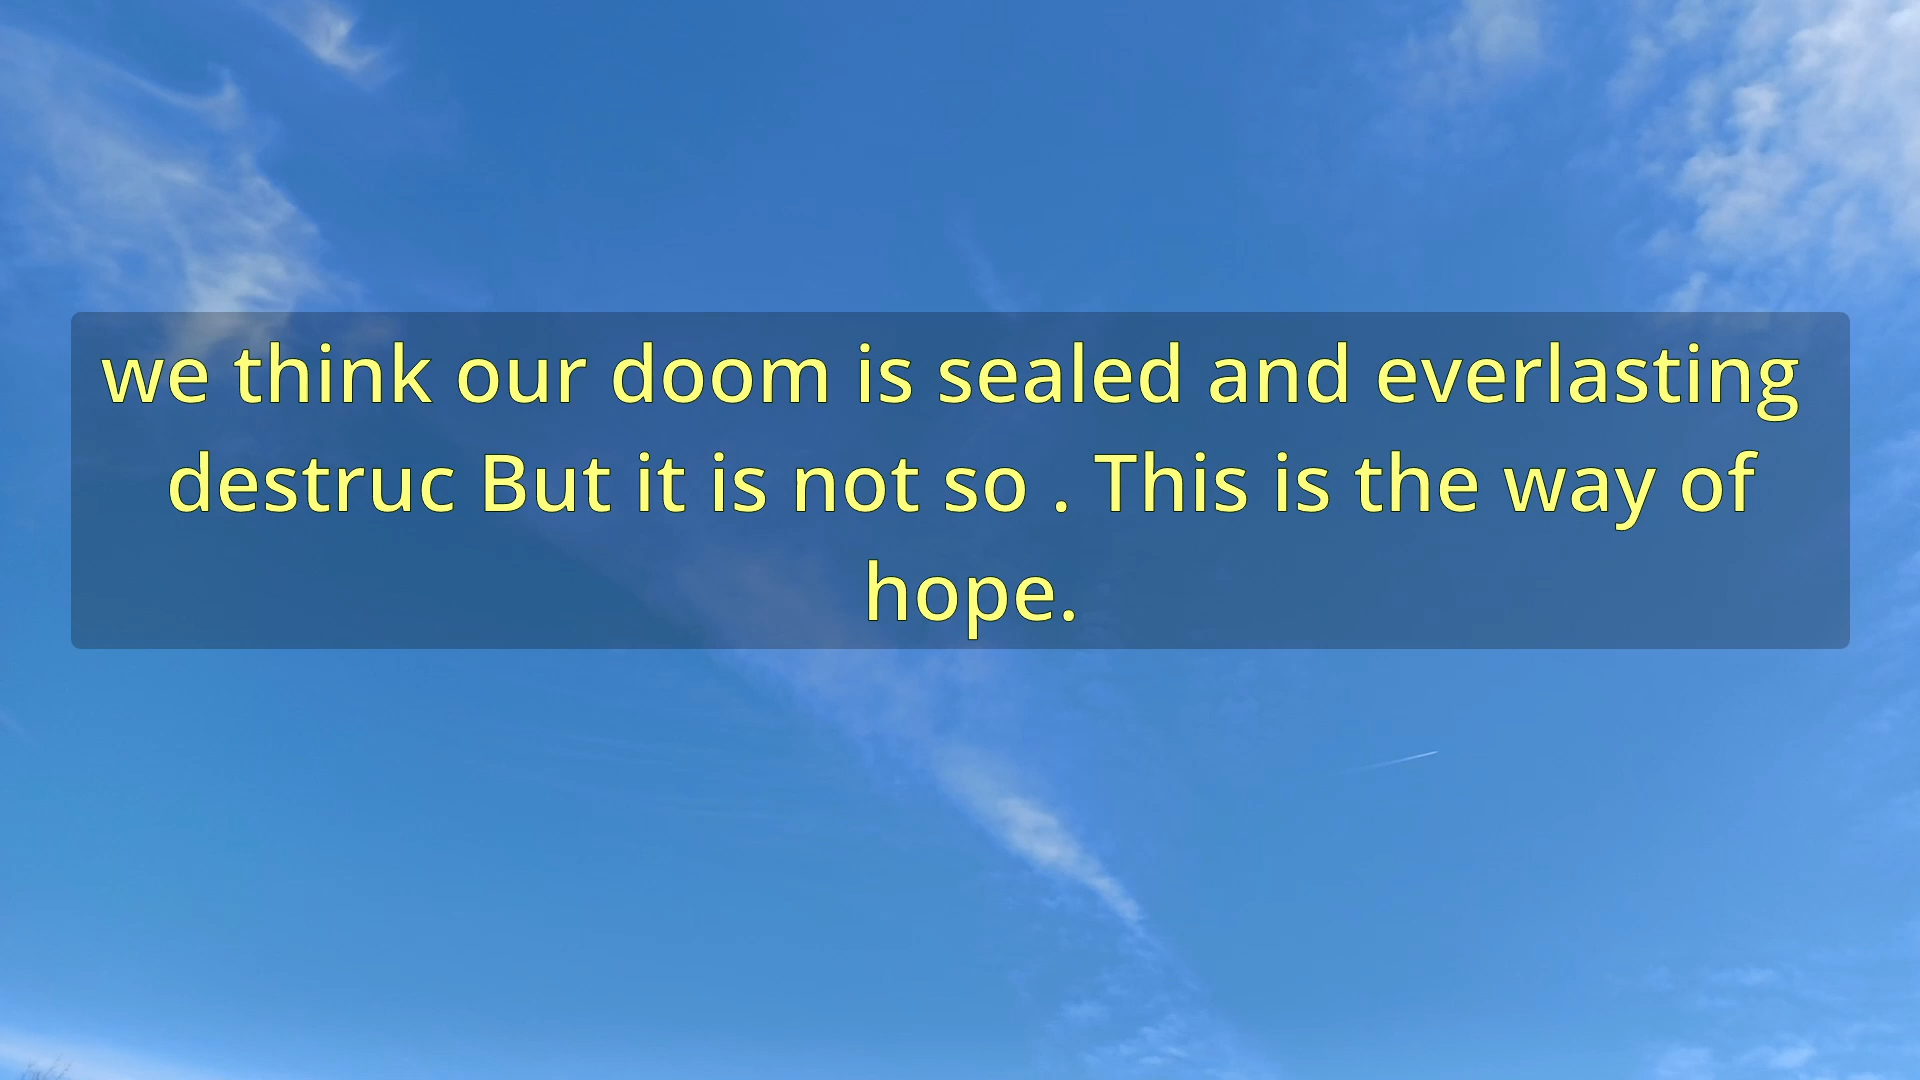 we think our doom is sealed and everlasting
destruc But it is not so . This is the way of
hope.